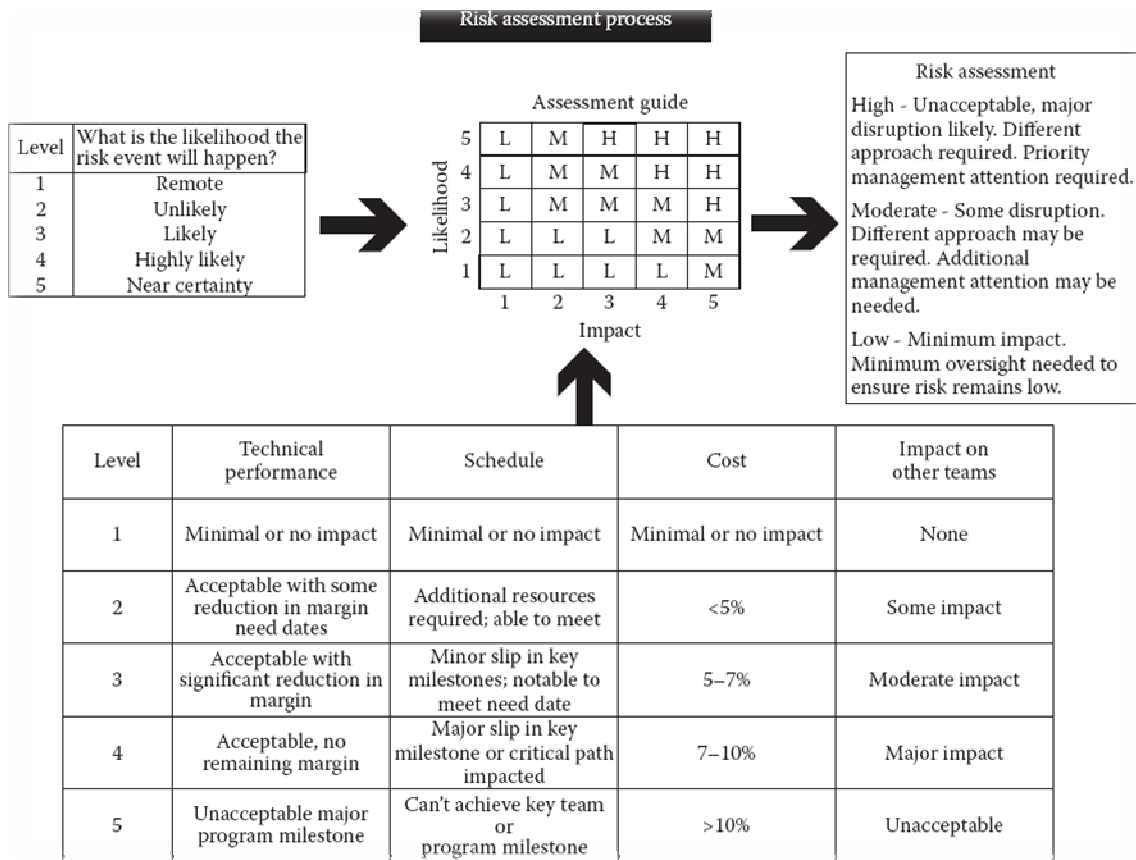 Risk assessment process
Level
What is the likelihood the
risk event will happen?
1 Remote
2 Unlikely
3 Likely
4 Highly likely
5 Near certainty
Assessment guide
Likelihood
5 L M H H H
4 L M M H H
3 L M M M H
2 L L L M M
1 L L L L M
1 2 3 4 5
Impact
Risk assessment
High - Unacceptable, major
disruption likely. Different
approach required. Priority
management attention required.
Moderate - Some disruption.
Different approach may be
required. Additional
management attention may be
needed.
Low - Minimum impact.
Minimum oversight needed to
ensure risk remains low.
Level
Technical
performance
Schedule
Cost
Impact on
other teams
1
Minimal or no impact
Minimal or no impact
Minimal or no impact
None
2
Acceptable with some
reduction in margin
need dates
Additional resources
required; able to meet
<5%
Some impact
3
Acceptable with
significant reduction in
margin
Minor slip in key
milestones; notable to
meet need date
5–7%
Moderate impact
4
Acceptable, no
remaining margin
Major slip in key
milestone or critical path
impacted
7–10%
Major impact
5
Unacceptable major
program milestone
Can't achieve key team
or
program milestone
>10%
Unacceptable